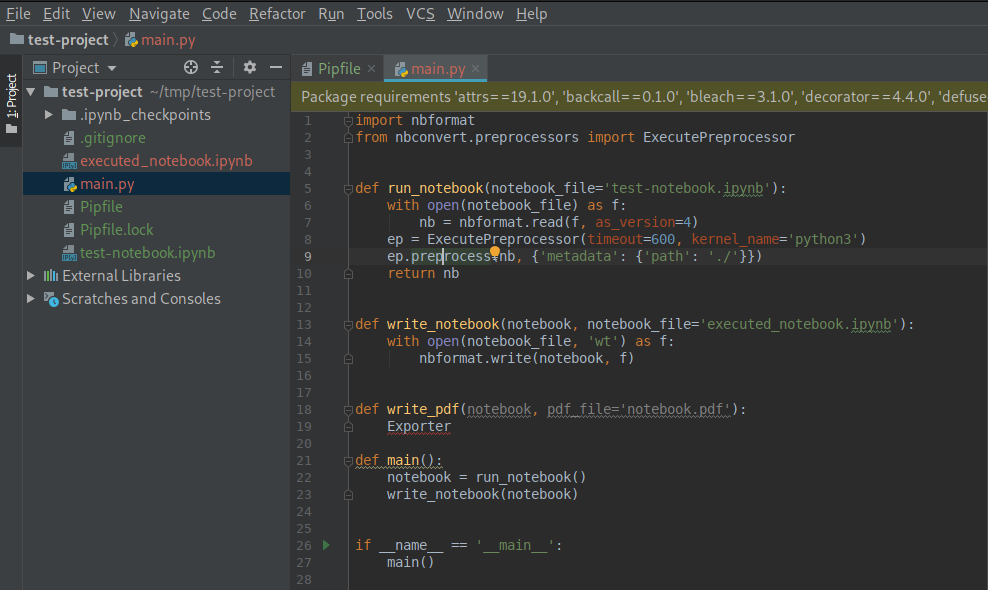 File Edit View Navigate Code Refactor Run Tools VCS Window Help
test-project main.py
1: Project
Project
test-project ~/tmp/test-project
.ipynb_checkpoints
.gitignore
executed_notebook.ipynb
main.py
Pipfile
Pipfile.lock
test-notebook.ipynb
External Libraries
Scratches and Consoles
Pipfile main.py
Package requirements 'attrs==19.1.0', 'backcall==0.1.0', 'bleach==3.1.0', 'decorator==4.4.0', 'defuse
1 import nbformat
2 from nbconvert.preprocessors import ExecutePreprocessor
3
4
5 def run_notebook(notebook_file='test-notebook.ipynb'):
6 with open(notebook_file) as f:
7 nb = nbformat.read(f, as_version=4)
8 ep = ExecutePreprocessor(timeout=600, kernel_name='python3')
9 ep.preprocess(nb, {'metadata': {'path': './'}})
10 return nb
11
12
13 def write_notebook(notebook, notebook_file='executed_notebook.ipynb'):
14 with open(notebook_file, 'wt') as f:
15 nbformat.write(notebook, f)
16
17
18 def write_pdf(notebook, pdf_file='notebook.pdf'):
19 Exporter
20
21 def main():
22 notebook = run_notebook()
23 write_notebook(notebook)
24
25
26 if __name__ == '__main__':
27 main()
28